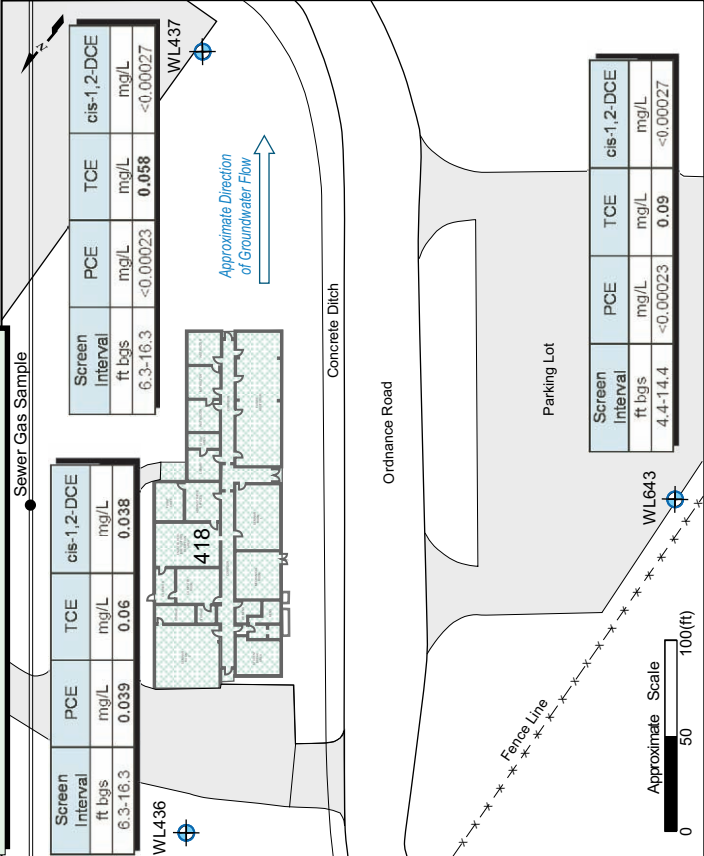 N
WL437
Screen Interval PCE TCE cis-1,2-DCE
ft bgs mg/L mg/L mg/L
6.3-16.3 <0.00023 0.058 <0.00027
Approximate Direction
of Groundwater Flow
Sewer Gas Sample
Screen Interval PCE TCE cis-1,2-DCE
ft bgs mg/L mg/L mg/L
6.3-16.3 0.039 0.06 0.038
WL436
418
Concrete Ditch
Ordnance Road
Parking Lot
Screen Interval PCE TCE cis-1,2-DCE
ft bgs mg/L mg/L mg/L
4.4-14.4 <0.00023 0.09 <0.00027
WL643
Fence Line
Approximate Scale
0 50 100(ft)